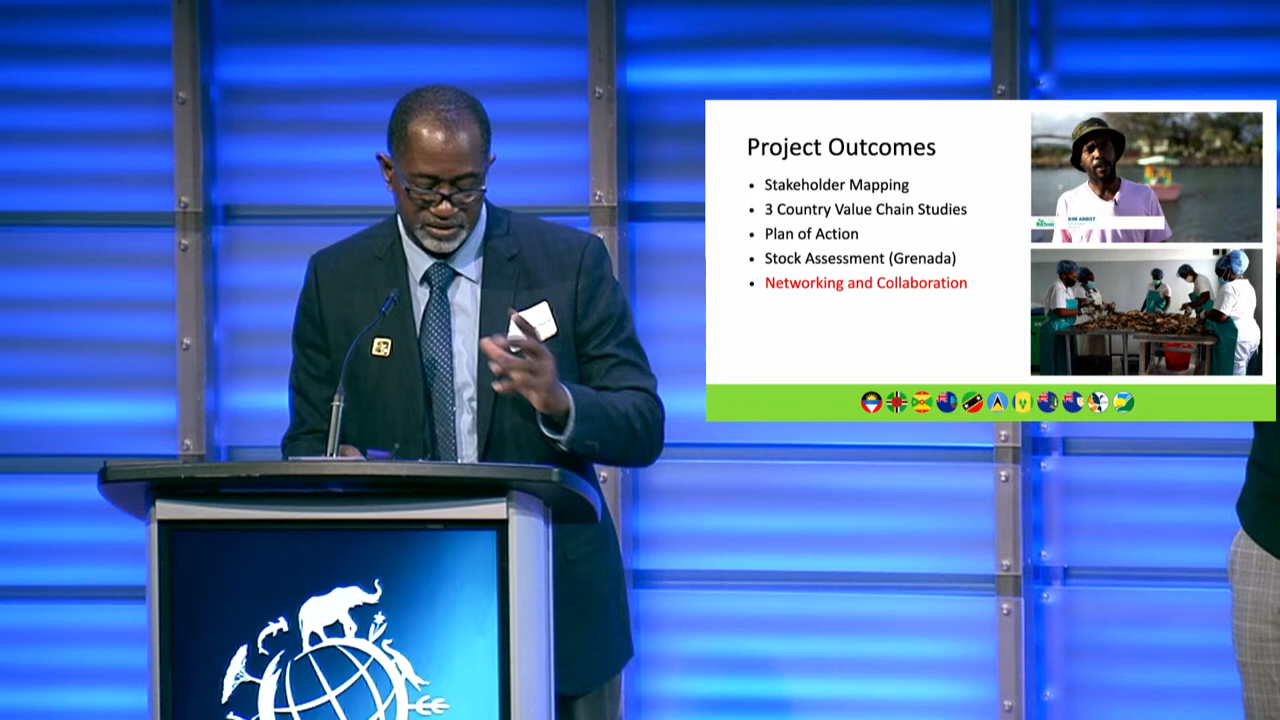 Project Outcomes
• Stakeholder Mapping
• 3 Country Value Chain Studies
• Plan of Action
• Stock Assessment (Grenada)
• Networking and Collaboration
KIM ABBOT